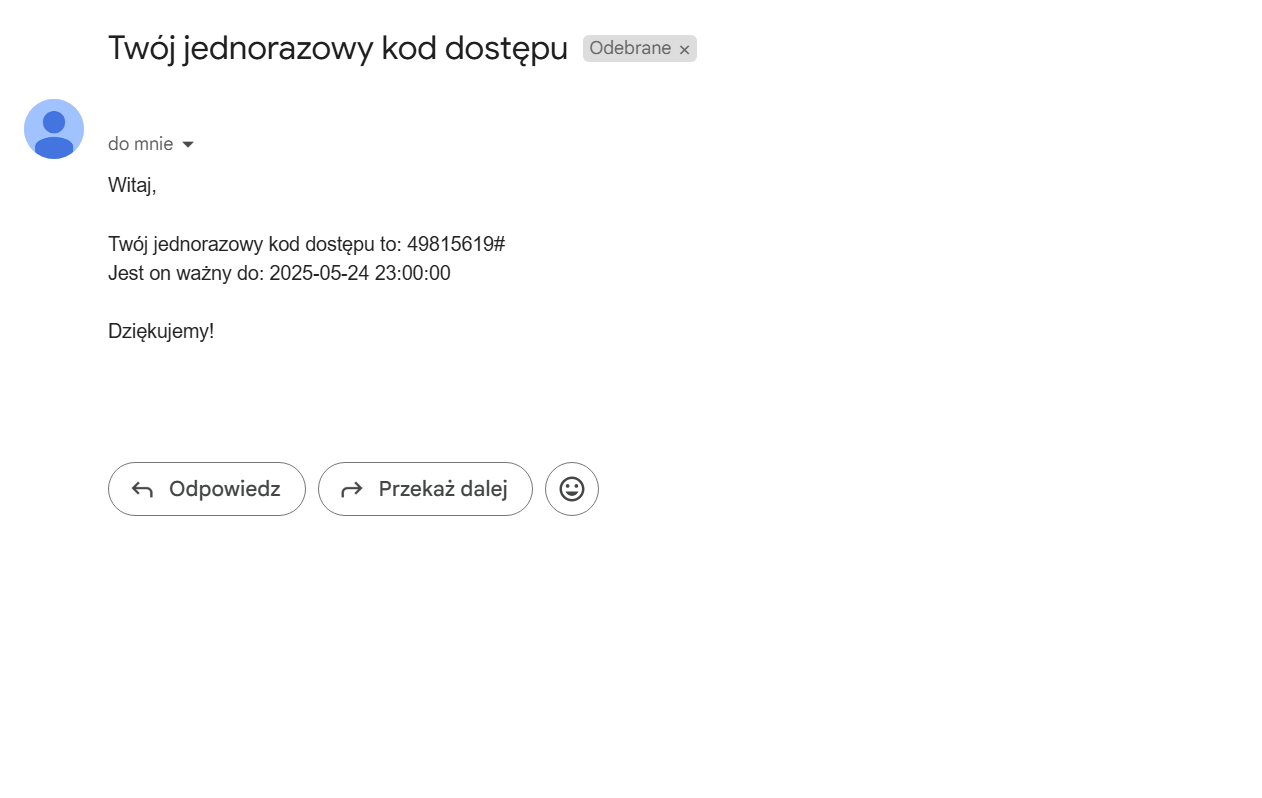 Twój jednorazowy kod dostępu Odebrane ×
do mnie
Witaj,
Twój jednorazowy kod dostępu to: 49815619#
Jest on ważny do: 2025-05-24 23:00:00
Dziękujemy!
Odpowiedz Przekaż dalej